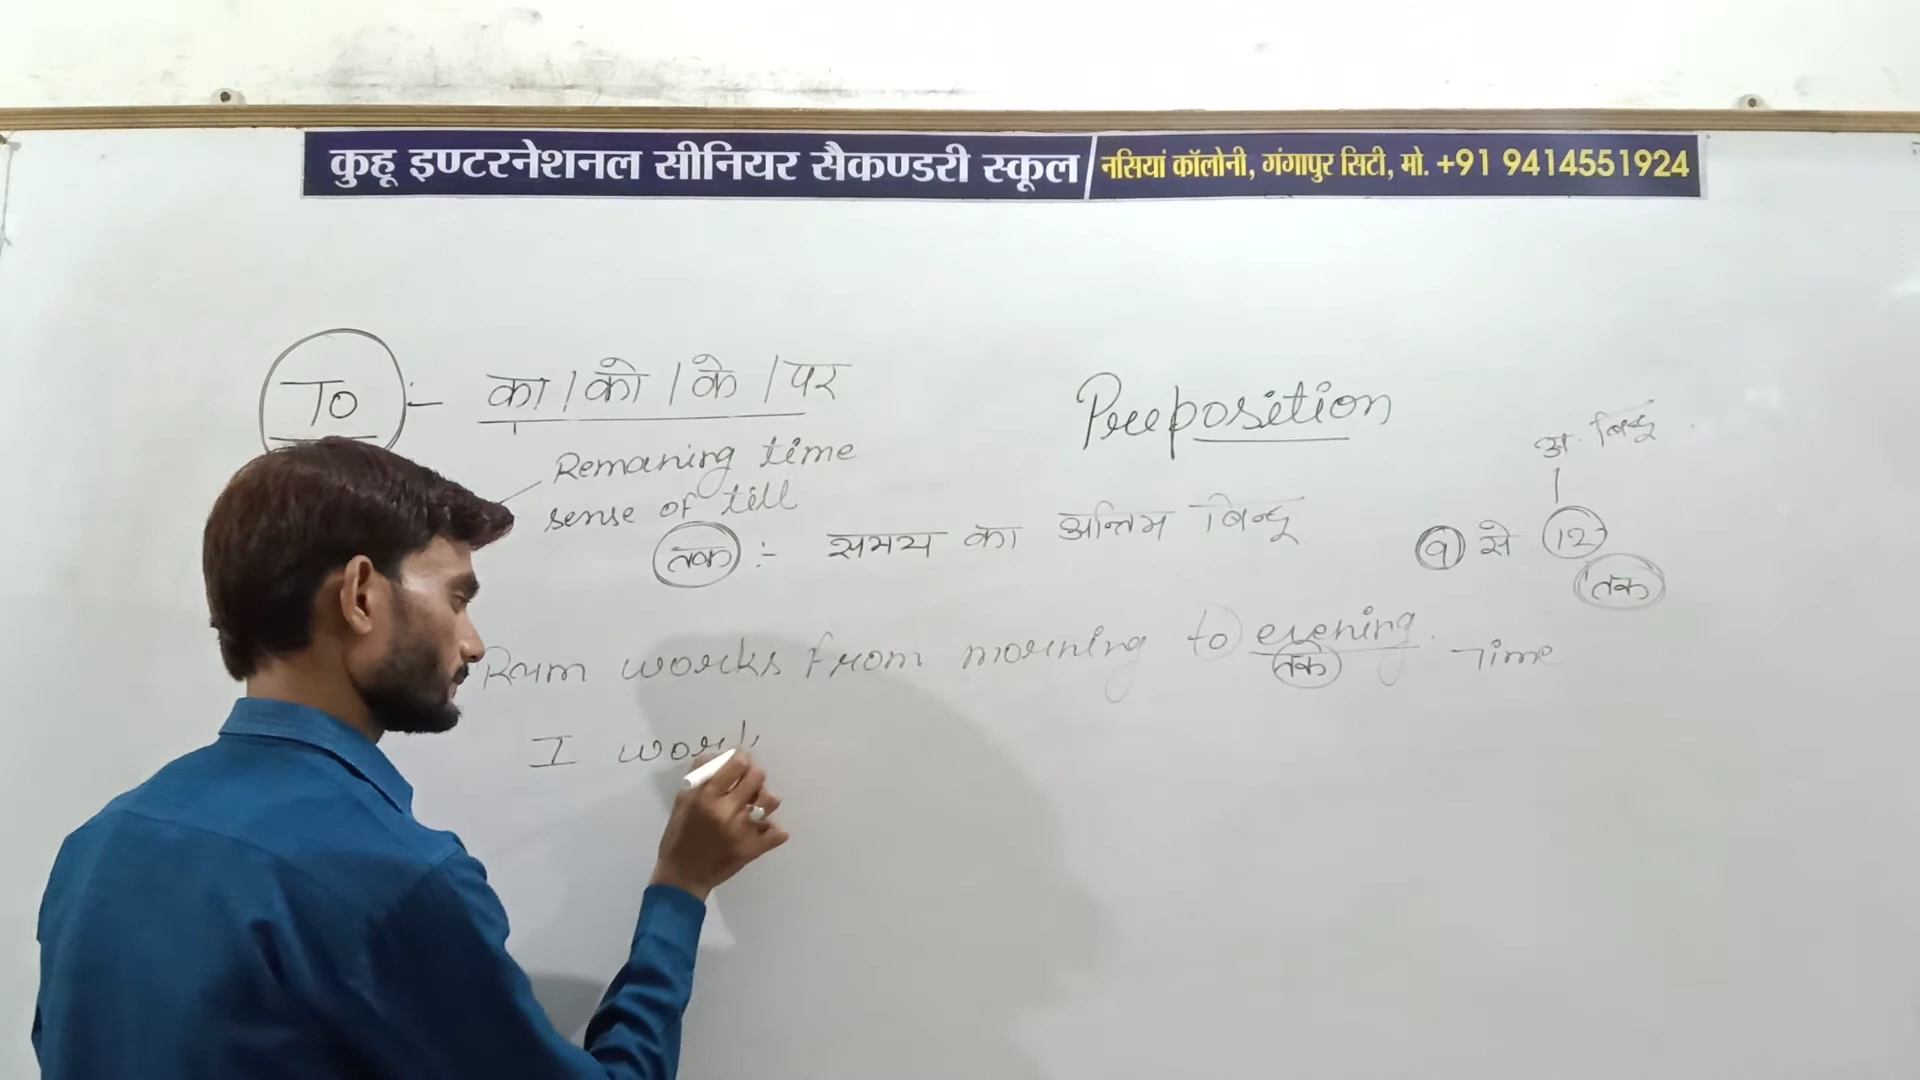 कुहू इण्टरनेशनल सीनियर सैकण्डरी स्कूल / नसियां कॉलोनी, गंगापुर सिटी, मो. +91 9414551924
To :- का / को / के / पर
Preposition
अ. बिन्दू
Remaning time
sense of till
तक :- समय का अन्तिम बिन्दू
9 से 12
तक
Ram works from morning to evening. Time
तक
I work